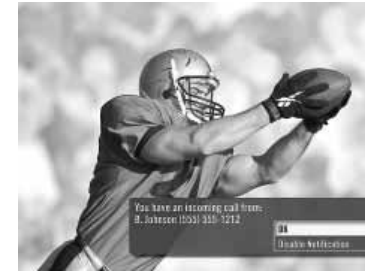 You have an incoming call from:
B. Johnson (555) 555-1212
OK
Disable Notification